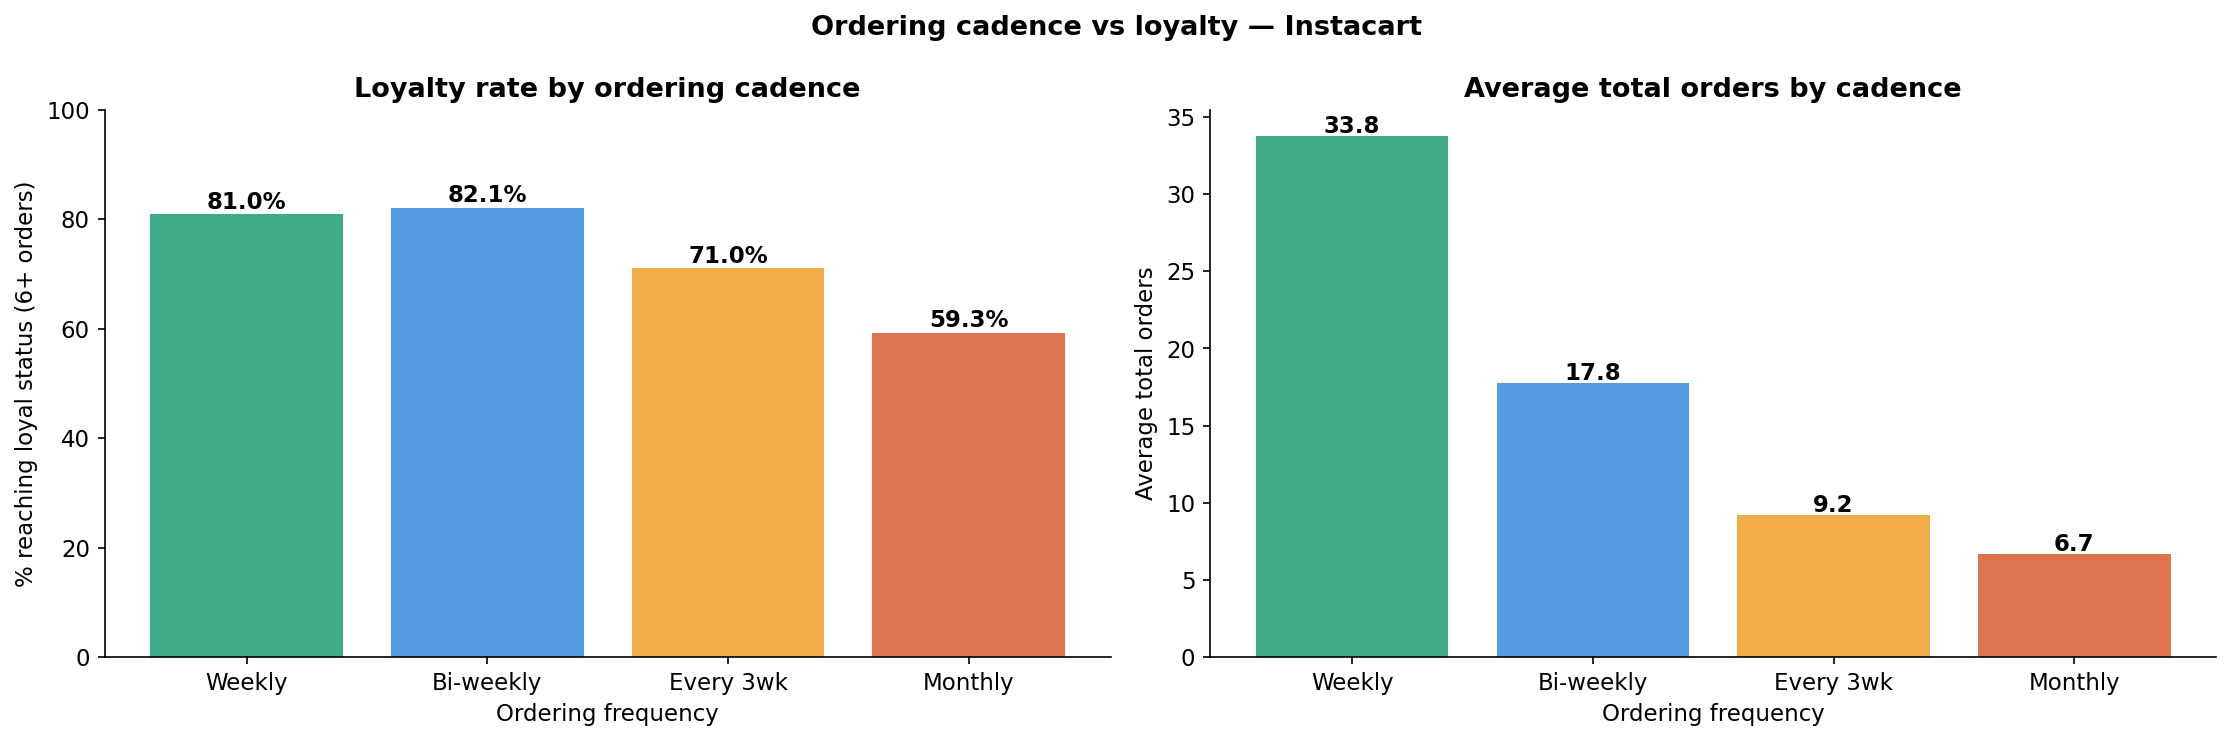 Ordering cadence vs loyalty — Instacart
Loyalty rate by ordering cadence
% reaching loyal status (6+ orders)
100
80
60
40
20
0
81.0%
82.1%
71.0%
59.3%
Weekly
Bi-weekly
Every 3wk
Monthly
Ordering frequency
Average total orders by cadence
Average total orders
35
30
25
20
15
10
5
0
33.8
17.8
9.2
6.7
Weekly
Bi-weekly
Every 3wk
Monthly
Ordering frequency